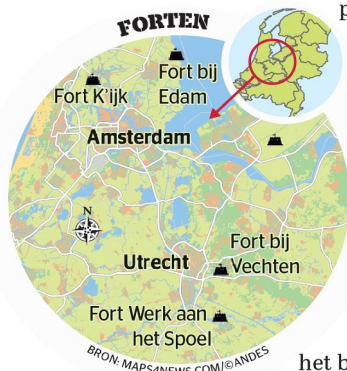 FORTEN
p
Fort K'ijk
Fort bij
Edam
Amsterdam
N
Utrecht
Fort bij
Vechten
Fort Werk aan
het Spoel
BRON: MAPS4NEWS.COM/©ANDES
het b